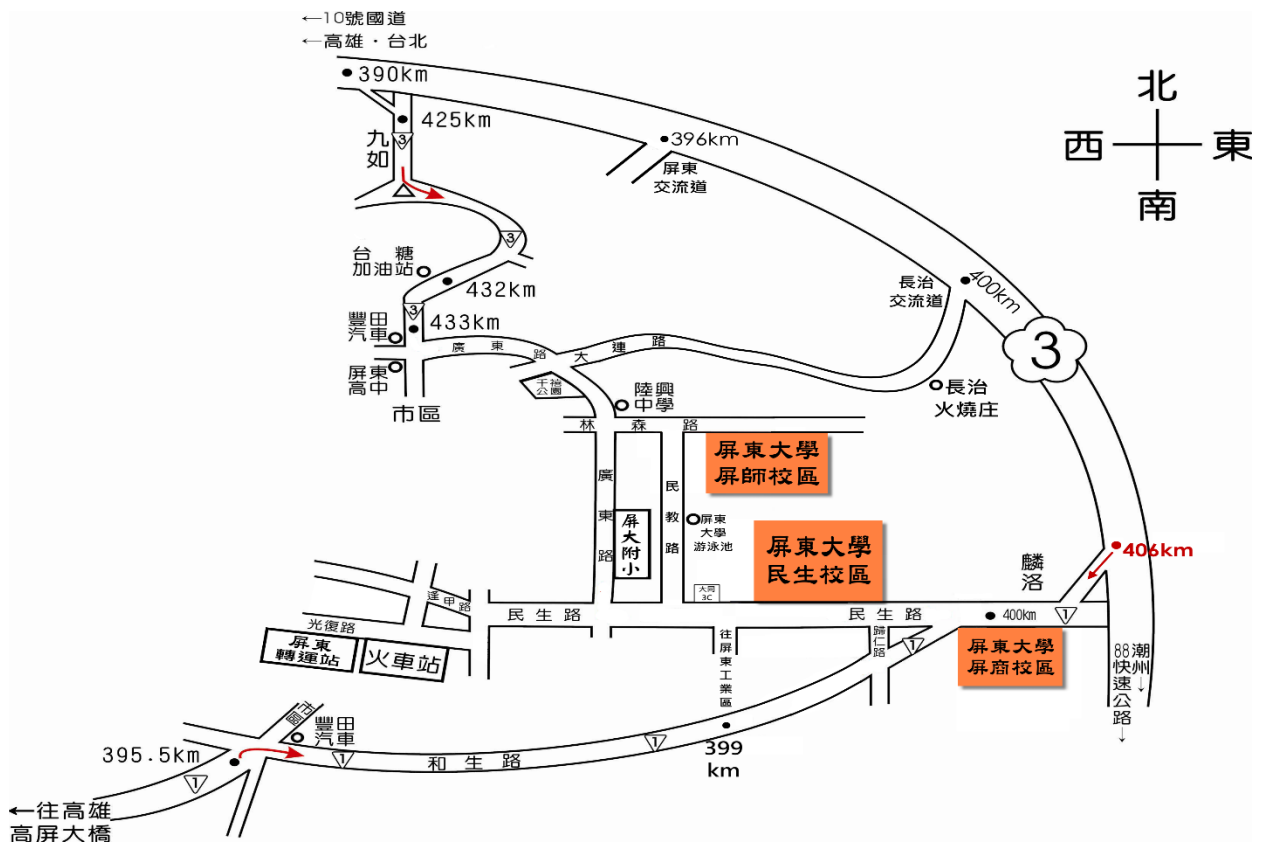 ←10號國道
←高雄．台北
390km
425km
九如
3
396km
屏東
交流道
北
西
東
南
3
台糖
加油站
432km
長治
交流道
400km
3
豐田
汽車
3
433km
廣東路
大連路
屏東
高中
市區
千禧
公園
陸興
中學
長治
火燒庄
林森路
屏東大學
屏師校區
廣東路
民教路
屏大附小
屏東
大學
游泳池
屏東大學
民生校區
406km
麟洛
大同
3C
逢甲路
民生路
民生路
400km
1
光復路
屏東
轉運站
火車站
往屏東工業區
歸仁路
1
屏東大學
屏商校區
潮州↓
88快速公路↓
市區
豐田
汽車
395.5km
1
1
和生路
1
399
km
←往高雄
高屏大橋